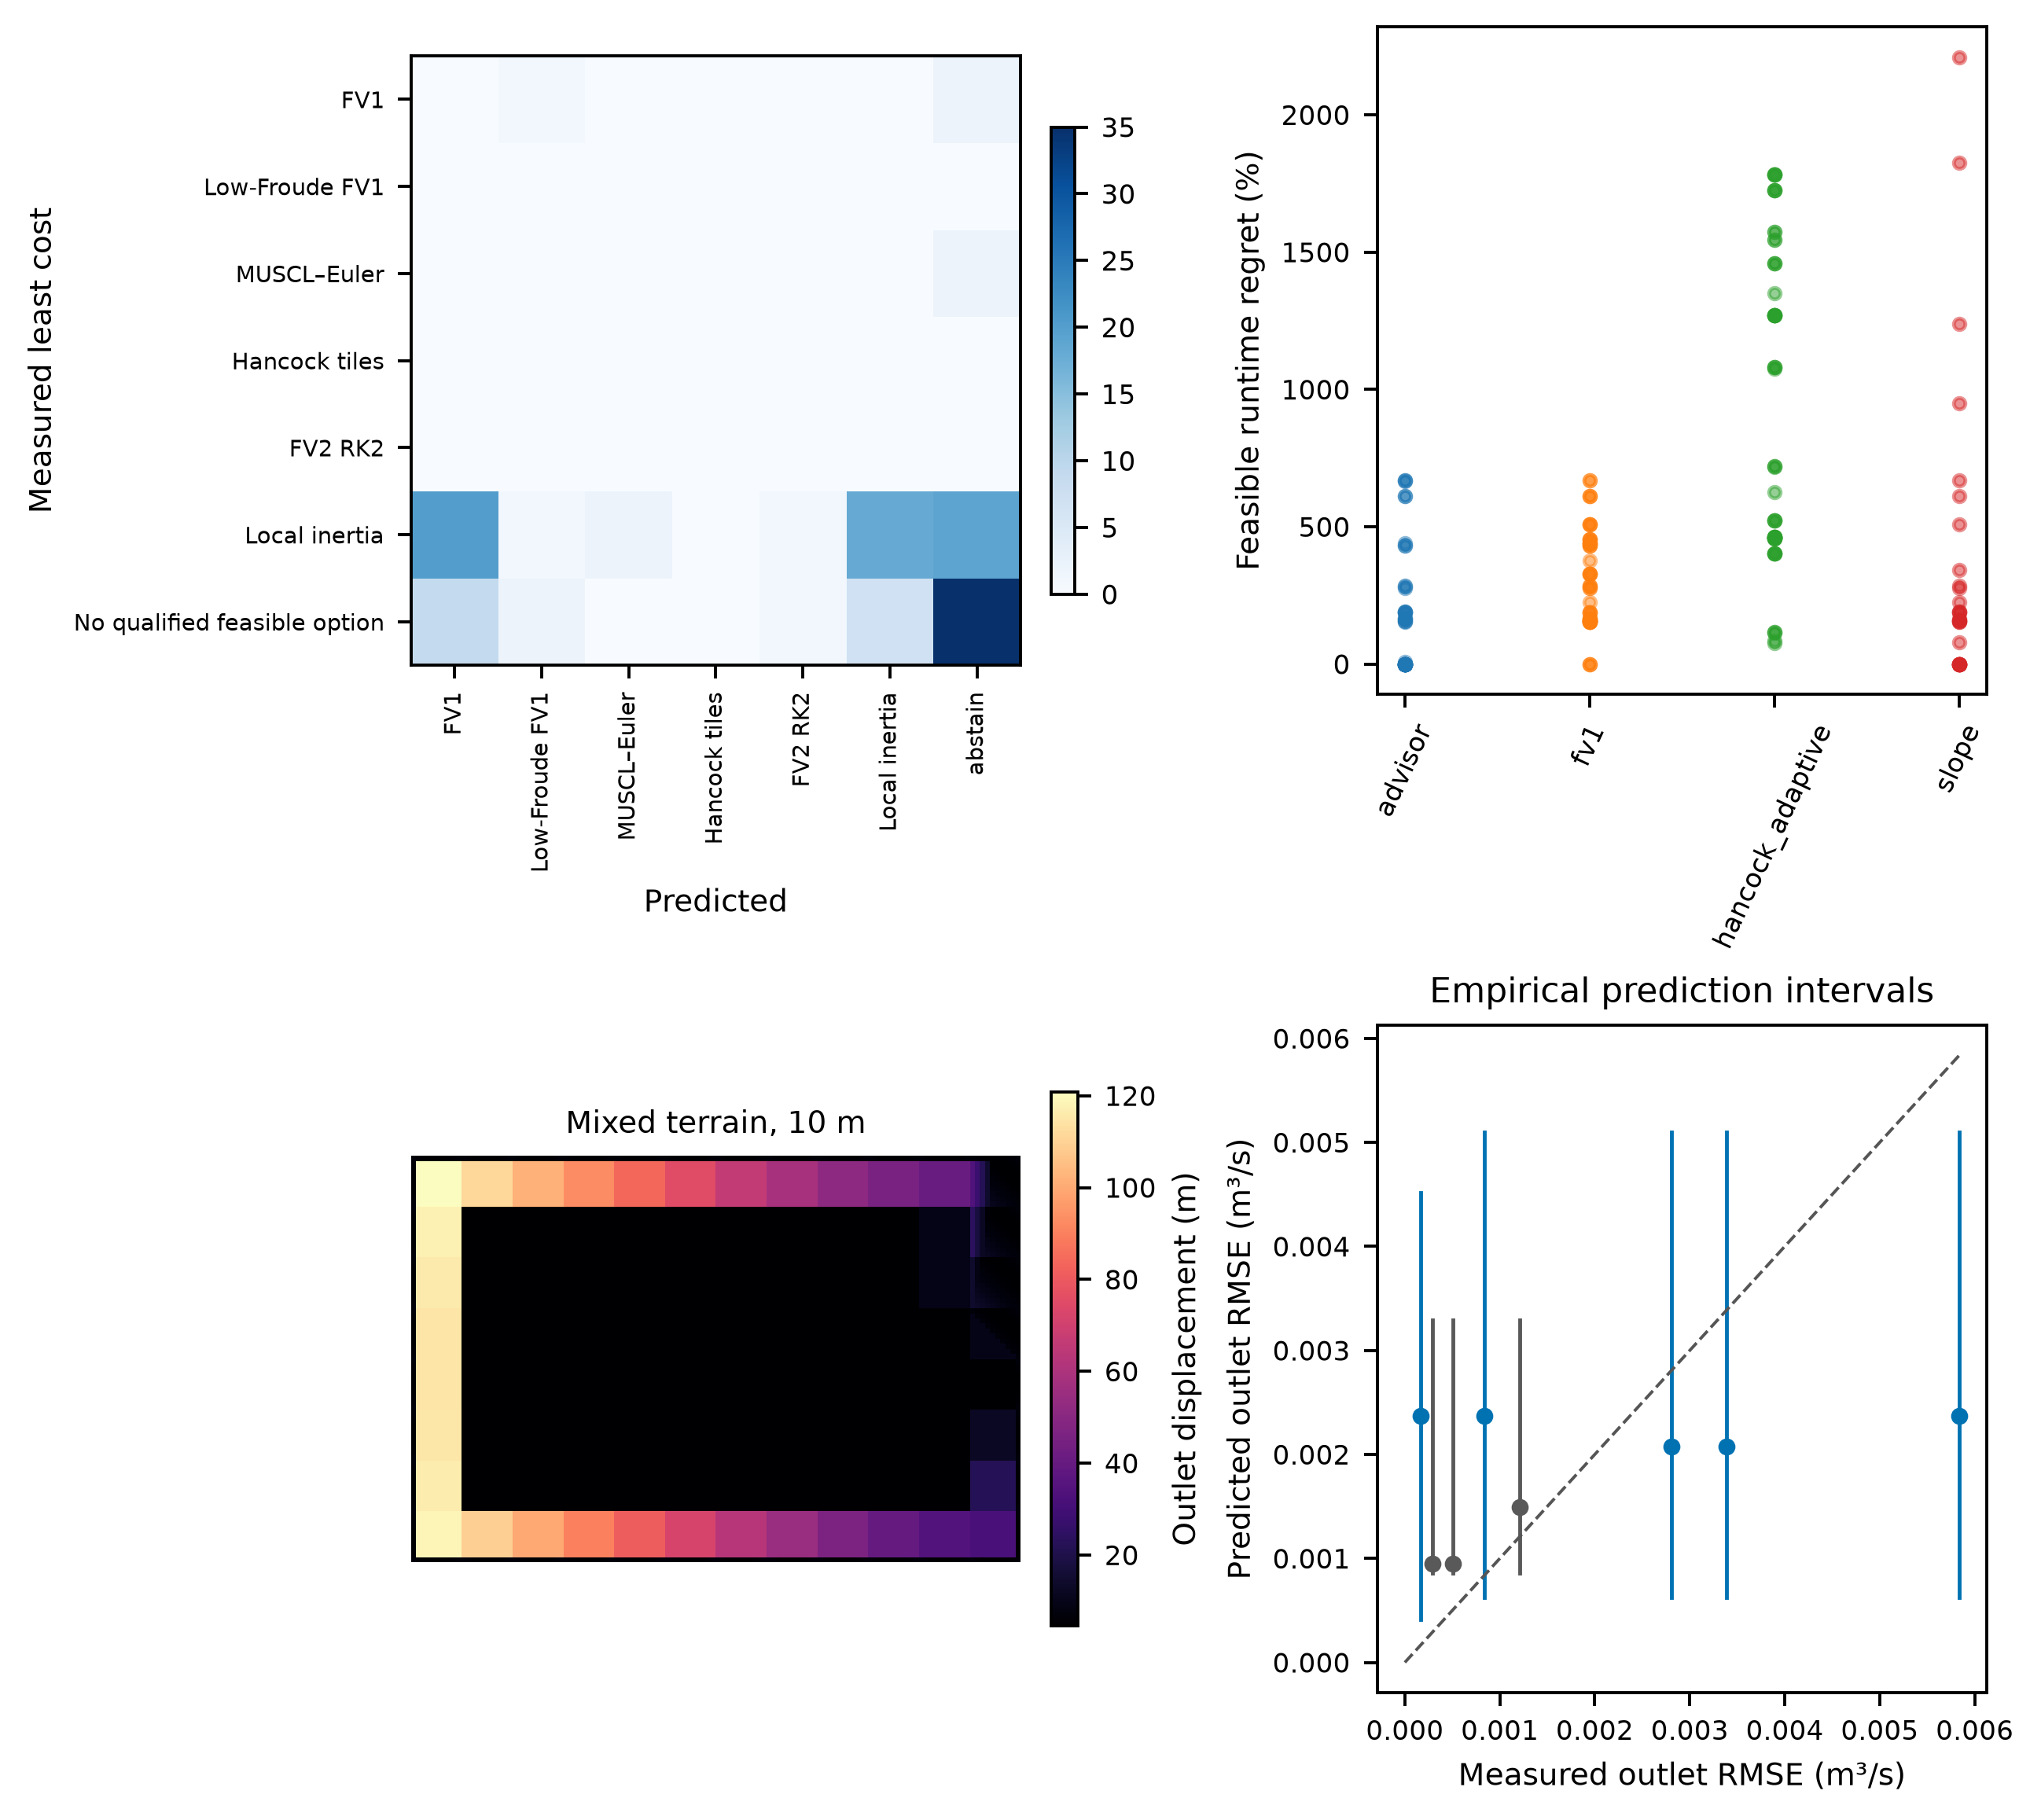 Measured least cost
FV1
Low-Froude FV1
MUSCL–Euler
Hancock tiles
FV2 RK2
Local inertia
No qualified feasible option
FV1
Low-Froude FV1
MUSCL–Euler
Hancock tiles
FV2 RK2
Local inertia
abstain
Predicted
35
30
25
20
15
10
5
0
Feasible runtime regret (%)
2000
1500
1000
500
0
advisor
fv1
hancock_adaptive
slope
Mixed terrain, 10 m
120
100
80
60
40
20
Outlet displacement (m)
Empirical prediction intervals
Predicted outlet RMSE (m³/s)
0.006
0.005
0.004
0.003
0.002
0.001
0.000
0.000 0.001 0.002 0.003 0.004 0.005 0.006
Measured outlet RMSE (m³/s)